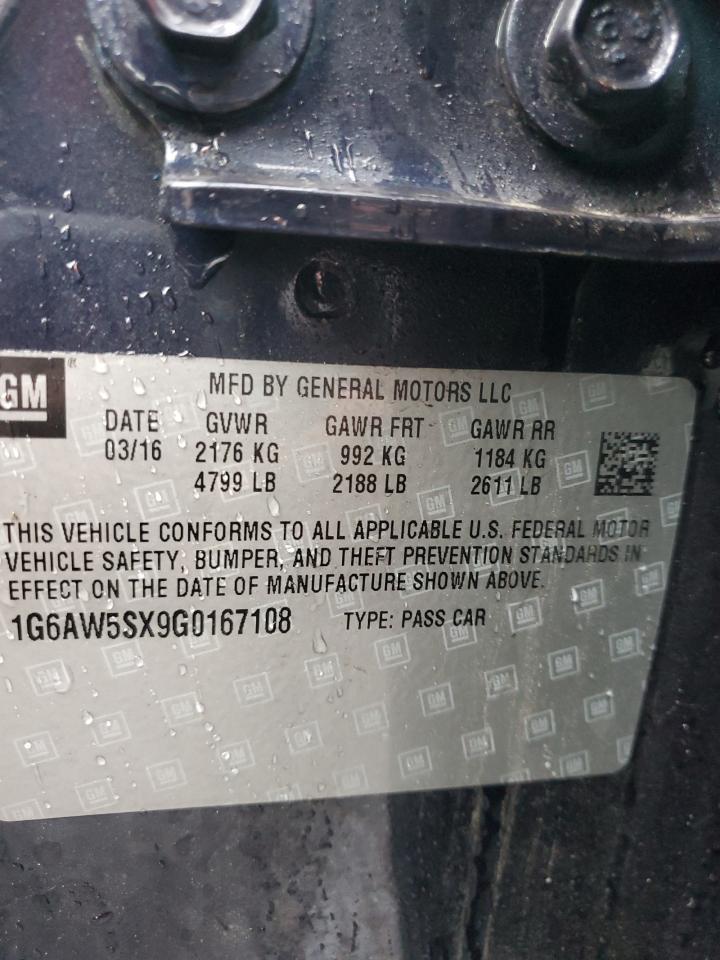 GM
MFD BY GENERAL MOTORS LLC
DATE GVWR GAWR FRT GAWR RR
03/16 2176 KG 992 KG 1184 KG
4799 LB 2188 LB 2611 LB
THIS VEHICLE CONFORMS TO ALL APPLICABLE U.S. FEDERAL MOTOR
VEHICLE SAFETY, BUMPER, AND THEFT PREVENTION STANDARDS IN
EFFECT ON THE DATE OF MANUFACTURE SHOWN ABOVE.
1G6AW5SX9G0167108 TYPE: PASS CAR